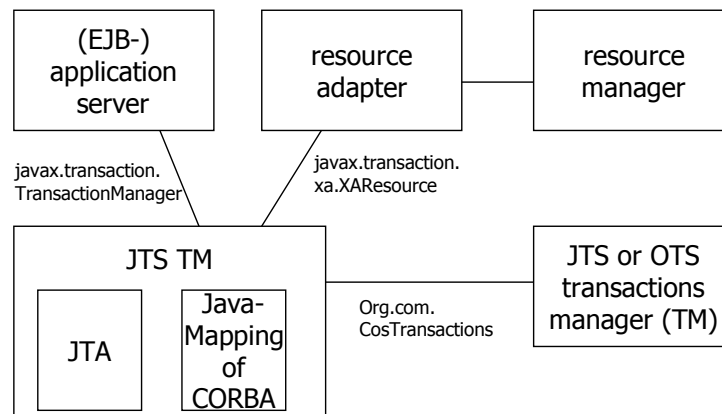 (EJB-)
application
server
resource
adapter
resource
manager
javax.transaction.
TransactionManager
javax.transaction.
xa.XAResource
JTS TM
JTA
Java-
Mapping
of
CORBA
Org.com.
CosTransactions
JTS or OTS
transactions
manager (TM)